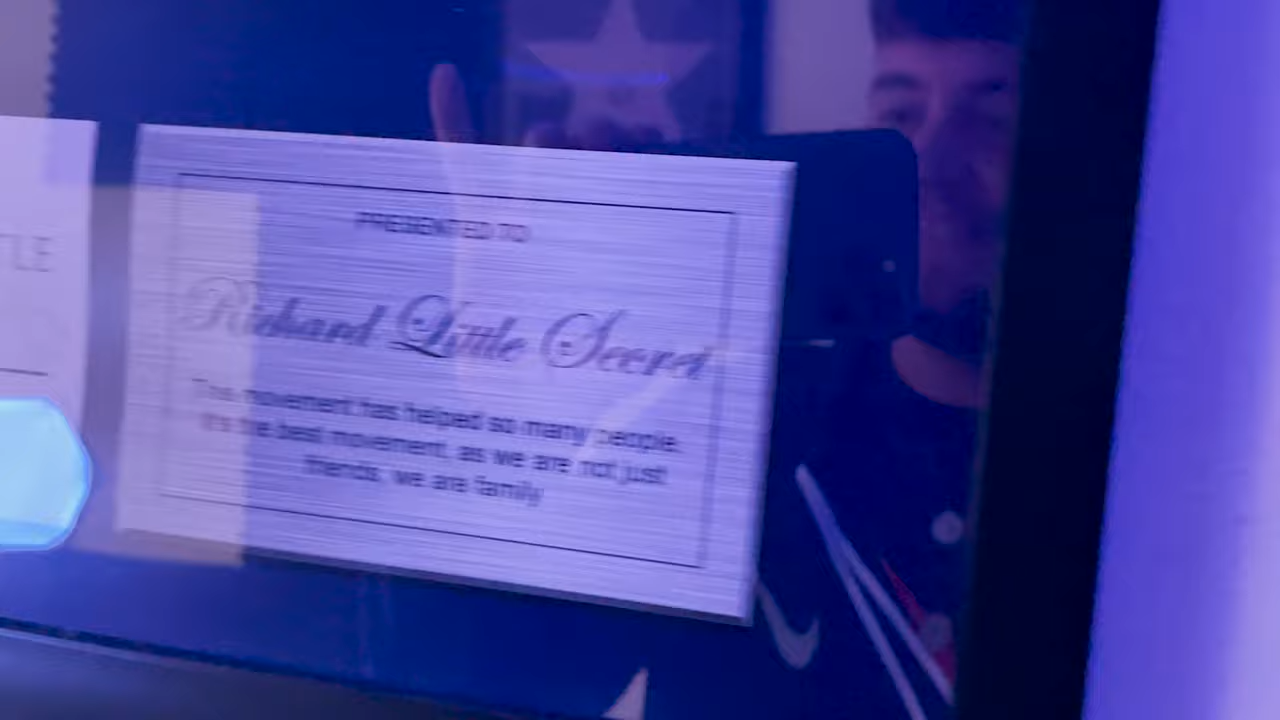 TLE
PRESENTED TO
Richard Little Secret
The movement has helped so many people.
It's the best movement, as we are not just
friends, we are family